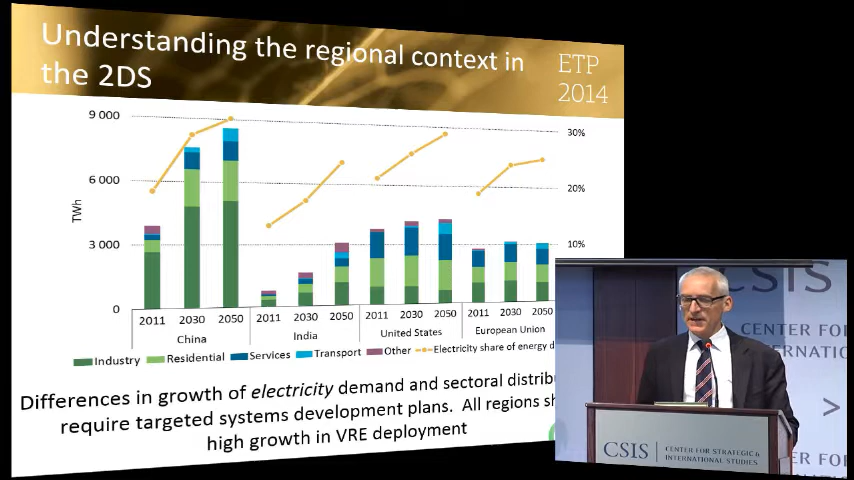 Understanding the regional context in
the 2DS
ETP
2014
9 000
6 000
3 000
0
TWh
30%
20%
10%
2011 2030 2050 2011 2030 2050 2011 2030 2050 2011 2030 2050
China India United States European Union
Industry Residential Services Transport Other Electricity share of energy
Differences in growth of electricity demand and sectoral
require targeted systems development plans. All regions
high growth in VRE deployment
CSIS
CENTER FOR
INTERNATIO
CSIS CENTER FOR STRATEGIC &
INTERNATIONAL STUDIES
ER FOR